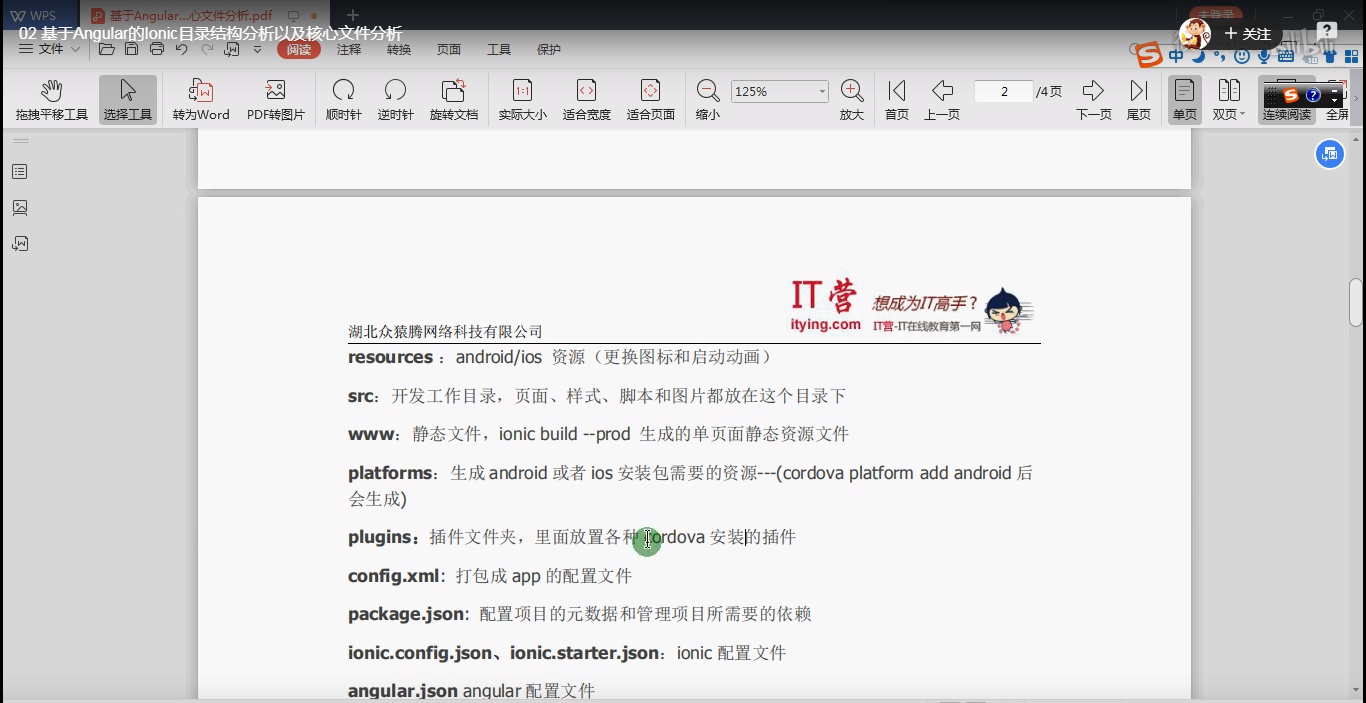 WPS
基于Angular...心文件分析.pdf
未登录
02 基于Angular的Ionic目录结构分析以及核心文件分析
+ 关注
文件
阅读
注释
转换
页面
工具
保护
中
拖拽平移工具
选择工具
转为Word
PDF转图片
顺时针
逆时针
旋转文档
1:1
实际大小
适合宽度
适合页面
缩小
125%
放大
首页
上一页
2
/4页
下一页
尾页
单页
双页
连续阅读
全屏
IT营
itying.com
想成为IT高手？
IT营-IT在线教育第一网
湖北众猿腾网络科技有限公司
resources ：android/ios 资源（更换图标和启动动画）
src：开发工作目录，页面、样式、脚本和图片都放在这个目录下
www：静态文件，ionic build --prod 生成的单页面静态资源文件
platforms：生成 android 或者 ios 安装包需要的资源---(cordova platform add android 后
会生成)
plugins：插件文件夹，里面放置各种 cordova 安装的插件
config.xml：打包成 app 的配置文件
package.json：配置项目的元数据和管理项目所需要的依赖
ionic.config.json、ionic.starter.json：ionic 配置文件
angular.json angular 配置文件